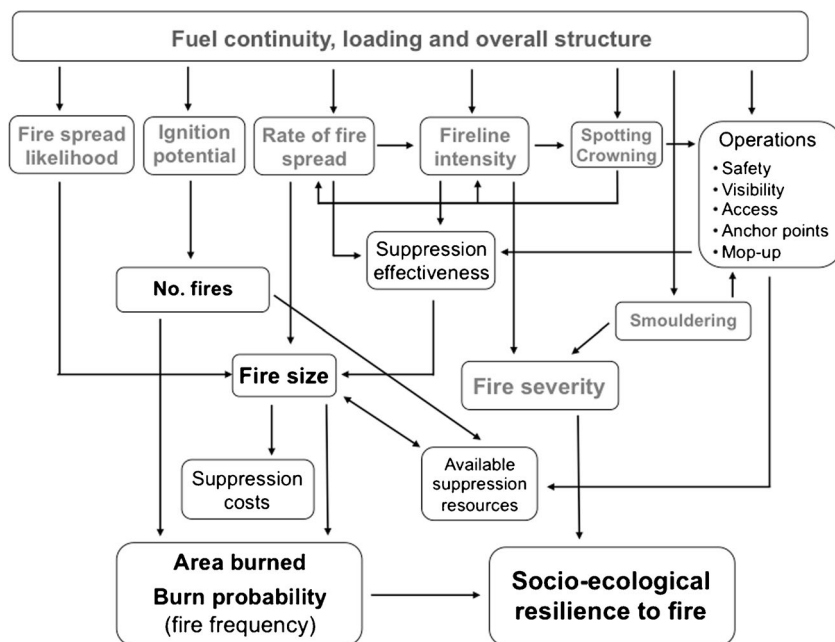 Fuel continuity, loading and overall structure
Fire spread
likelihood
Ignition
potential
Rate of fire
spread
Fireline
intensity
Spotting
Crowning
Operations
• Safety
• Visibility
• Access
• Anchor points
• Mop-up
Suppression
effectiveness
No. fires
Smouldering
Fire size
Fire severity
Suppression
costs
Available
suppression
resources
Area burned
Burn probability
(fire frequency)
Socio-ecological
resilience to fire